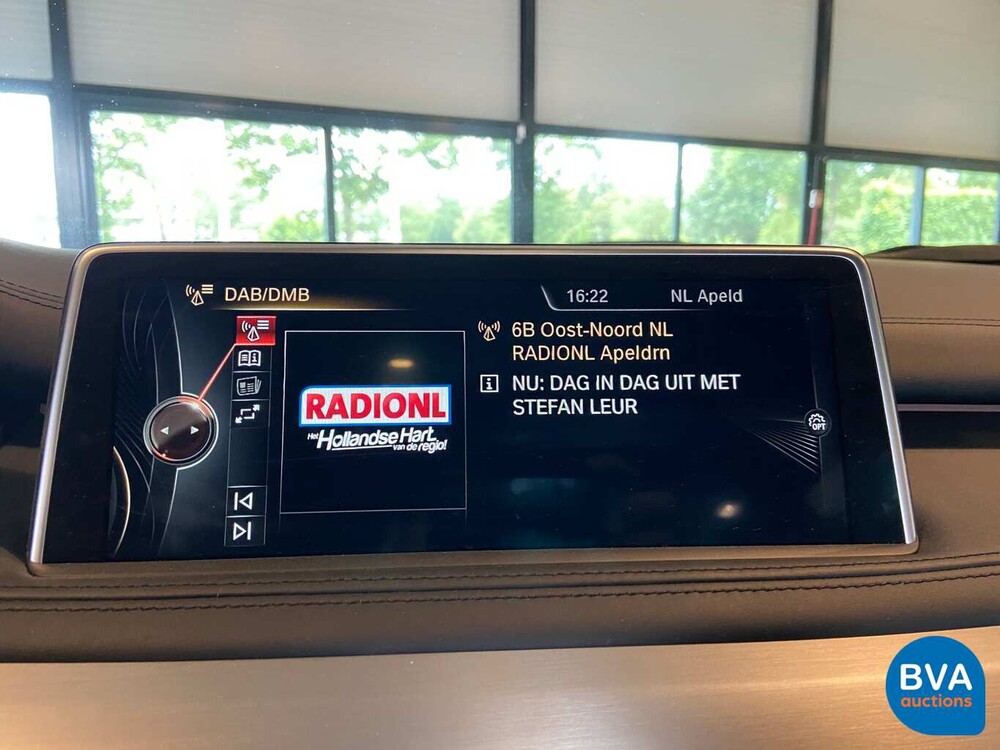 DAB/DMB
16:22
NL Apeld
6B Oost-Noord NL
RADIONL Apeldrn
NU: DAG IN DAG UIT MET
STEFAN LEUR
RADIONL
Het Hollandse Hart
van de regio!
OPT
BVA
auctions